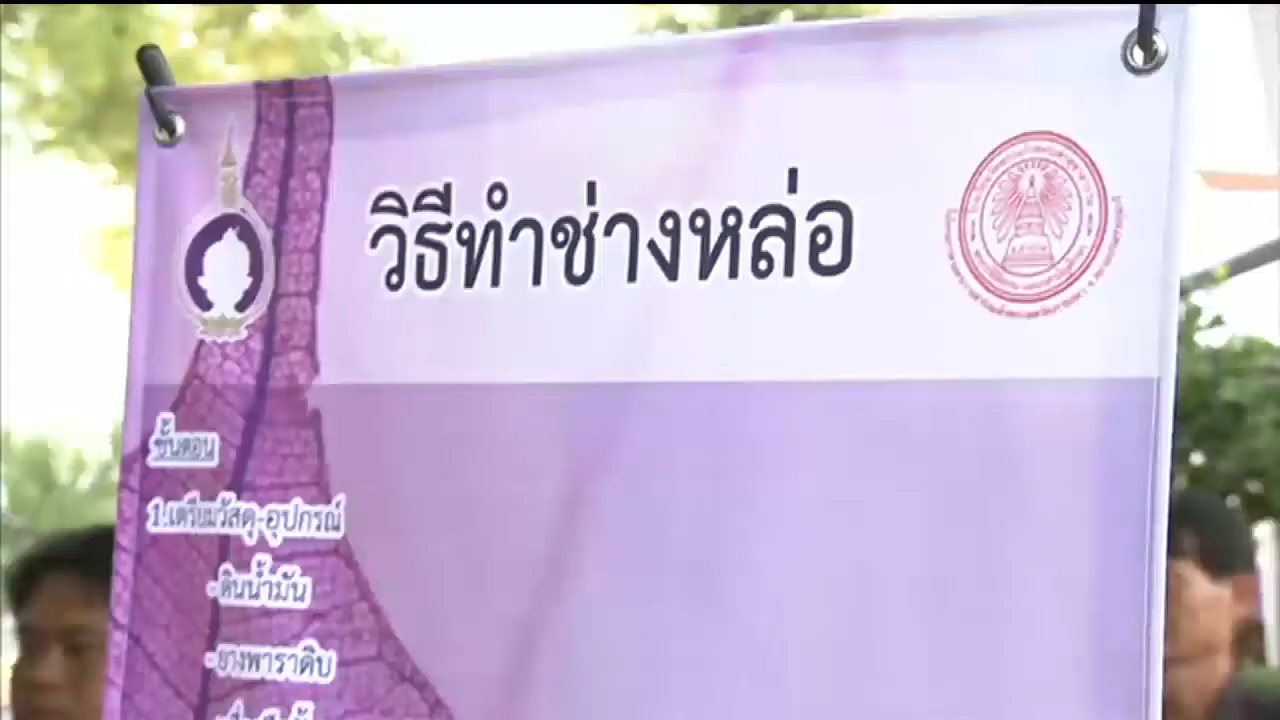 วิธีทำช่างหล่อ
ขั้นตอน
1.เตรียมวัสดุ-อุปกรณ์
-ดินน้ำมัน
-ยางพาราดิบ